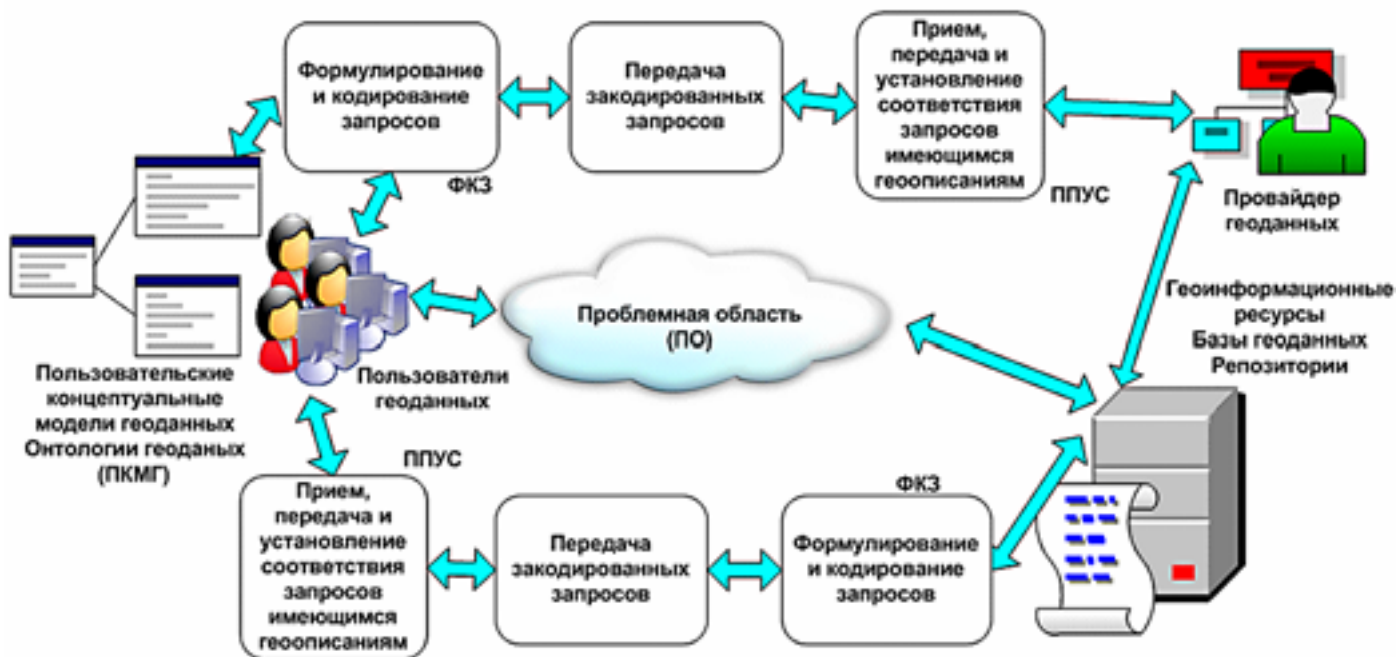 Формулирование
и кодирование
запросов
ФКЗ
Передача
закодированных
запросов
Прием,
передача и
установление
соответствия
запросов
имеющимся
геоописаниям
ППУС
Провайдер
геоданных
Проблемная область
(ПО)
Геоинформационные
ресурсы
Базы геоданных
Репозитории
Пользовательские
концептуальные
модели геоданных
Онтологии геоданых
(ПКМГ)
Пользователи
геоданных
ППУС
Прием,
передача и
установление
соответствия
запросов
имеющимся
геоописаниям
Передача
закодированных
запросов
ФКЗ
Формулирование
и кодирование
запросов